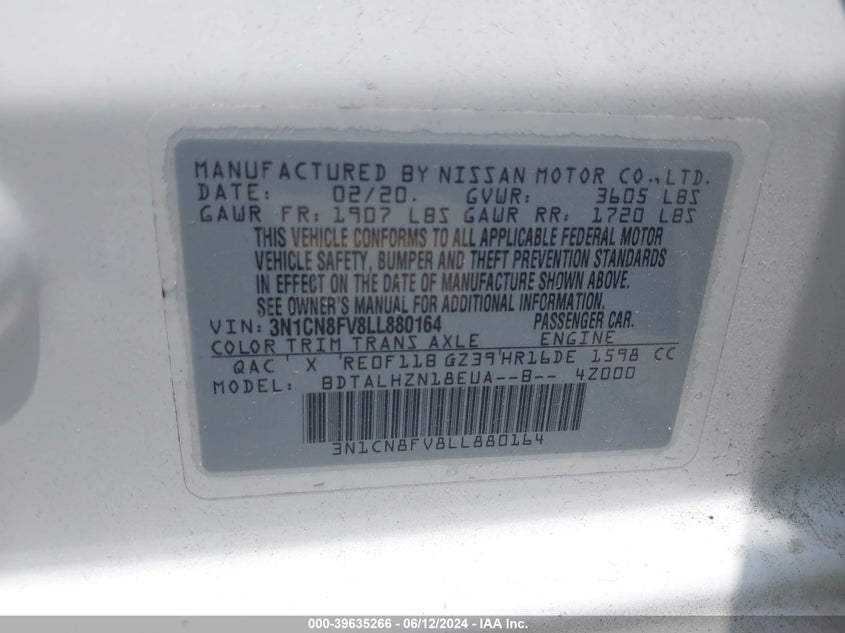 MANUFACTURED BY NISSAN MOTOR CO., LTD.
DATE: 02/20. GVWR: 3605 LBS
GAWR FR: 1907 LBS GAWR RR: 1720 LBS
THIS VEHICLE CONFORMS TO ALL APPLICABLE FEDERAL MOTOR
VEHICLE SAFETY, BUMPER AND THEFT PREVENTION STANDARDS
IN EFFECT ON THE DATE OF MANUFACTURE SHOWN ABOVE.
SEE OWNER'S MANUAL FOR ADDITIONAL INFORMATION.
VIN: 3N1CN8FV8LL880164 PASSENGER CAR.
COLOR TRIM TRANS AXLE ENGINE
QAC X RE0F11B GZ39 HR16DE 1598 CC
MODEL: BDTALHZN18EUA--B-- 4Z000
3N1CN8FV8LL880164
000-39635266 - 06/12/2024 - IAA Inc.